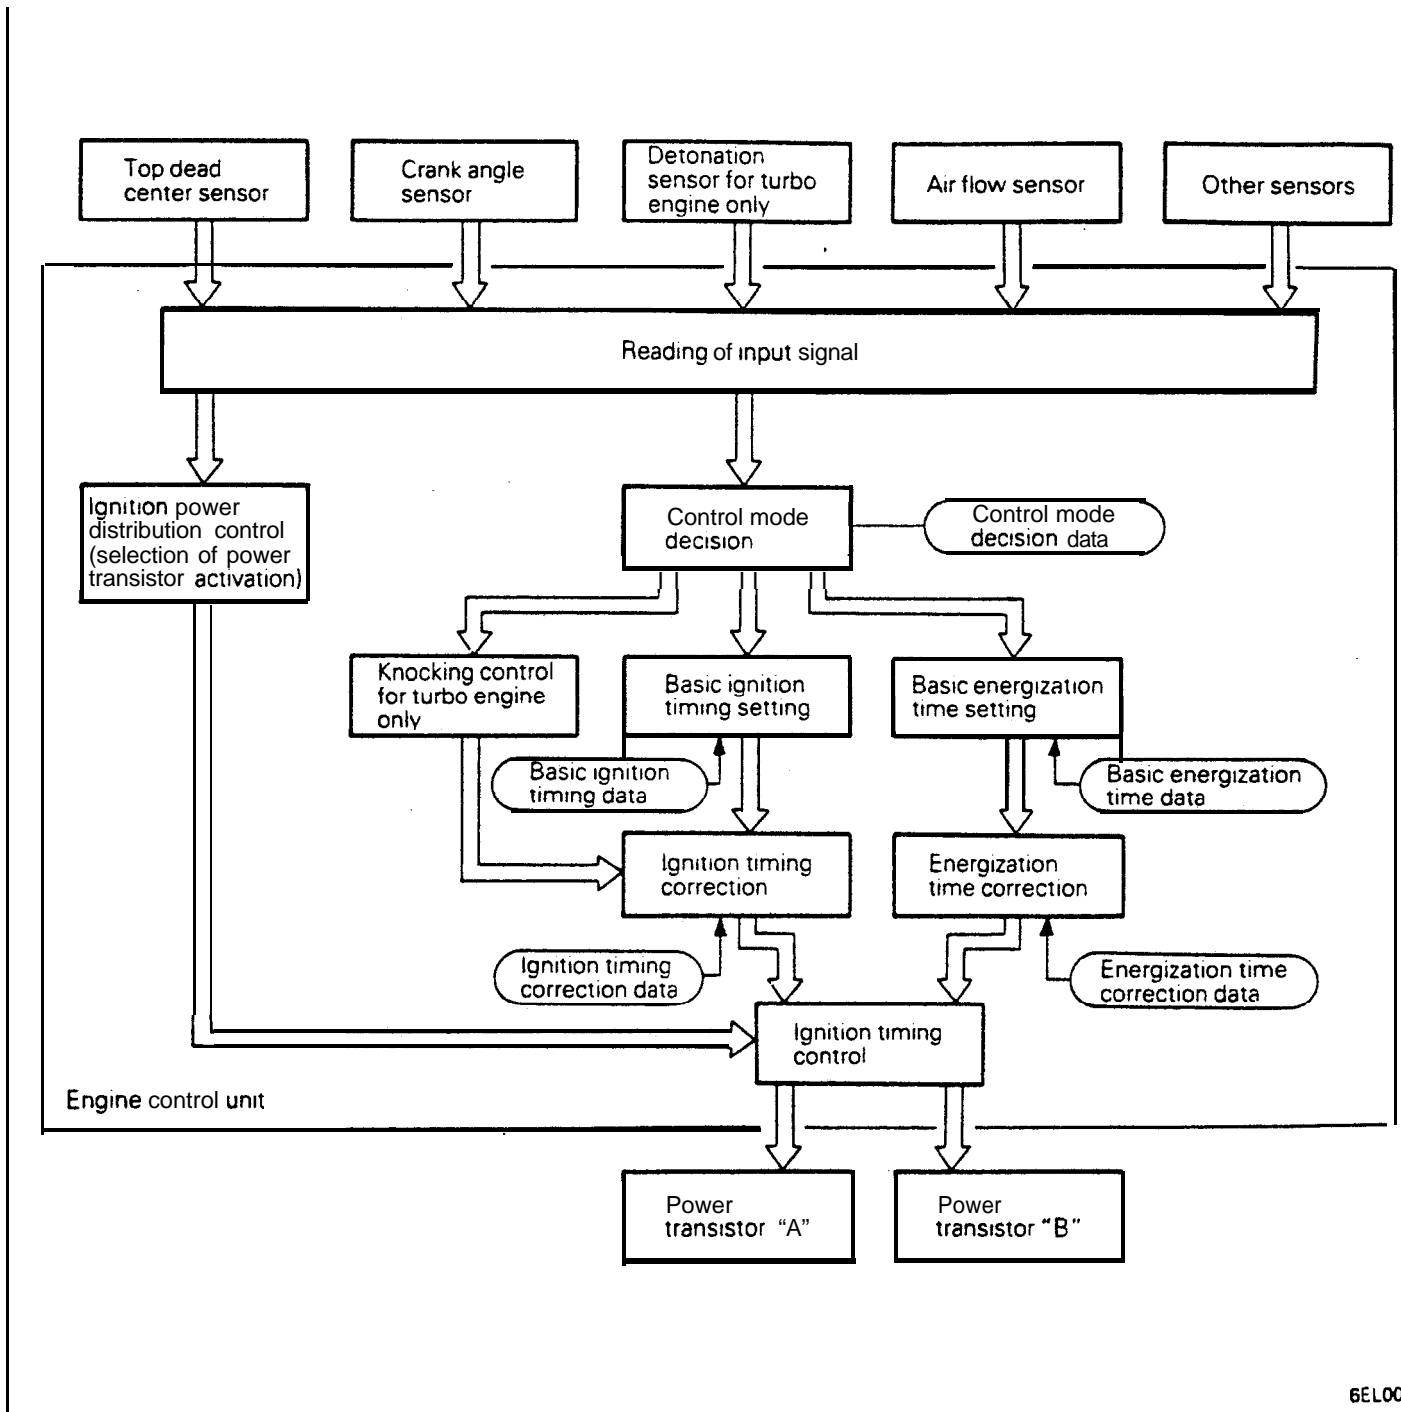 Top dead
center sensor
Crank angle
sensor
Detonation
sensor for turbo
engine only
Air flow sensor
Other sensors
Reading of input signal
Ignition power
distribution control
(selection of power
transistor activation)
Control mode
decision
Control mode
decision data
Knocking control
for turbo engine
only
Basic ignition
timing setting
Basic energization
time setting
Basic ignition
timing data
Basic energization
time data
Ignition timing
correction
Energization
time correction
Ignition timing
correction data
Energization time
correction data
Ignition timing
control
Engine control unit
Power
transistor “A”
Power
transistor “B”
6EL00